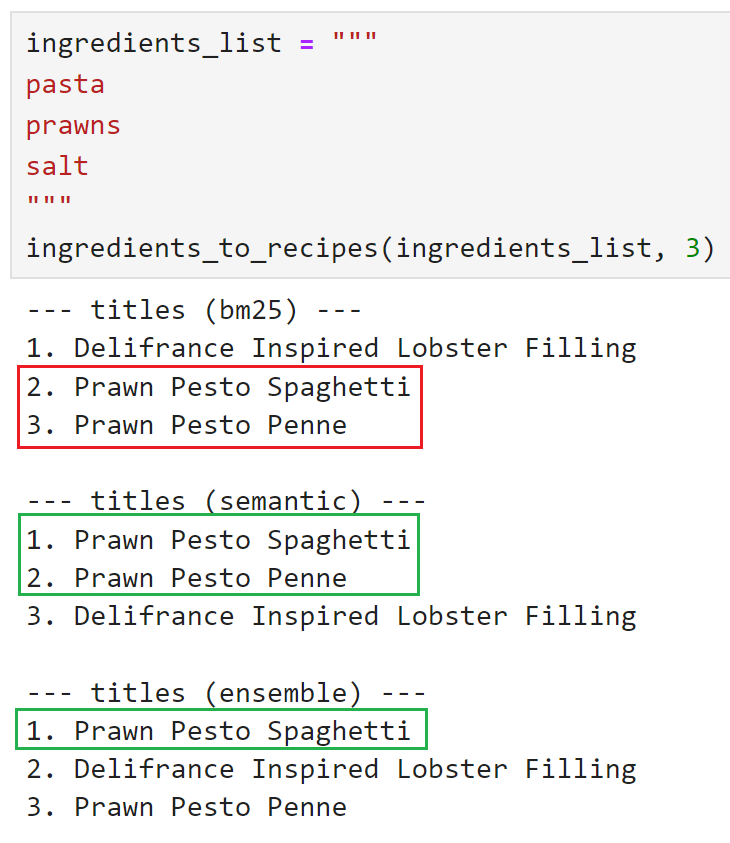 ingredients_list = """
pasta
prawns
salt
"""
ingredients_to_recipes(ingredients_list, 3)
--- titles (bm25) ---
1. Delifrance Inspired Lobster Filling
2. Prawn Pesto Spaghetti
3. Prawn Pesto Penne
--- titles (semantic) ---
1. Prawn Pesto Spaghetti
2. Prawn Pesto Penne
3. Delifrance Inspired Lobster Filling
--- titles (ensemble) ---
1. Prawn Pesto Spaghetti
2. Delifrance Inspired Lobster Filling
3. Prawn Pesto Penne